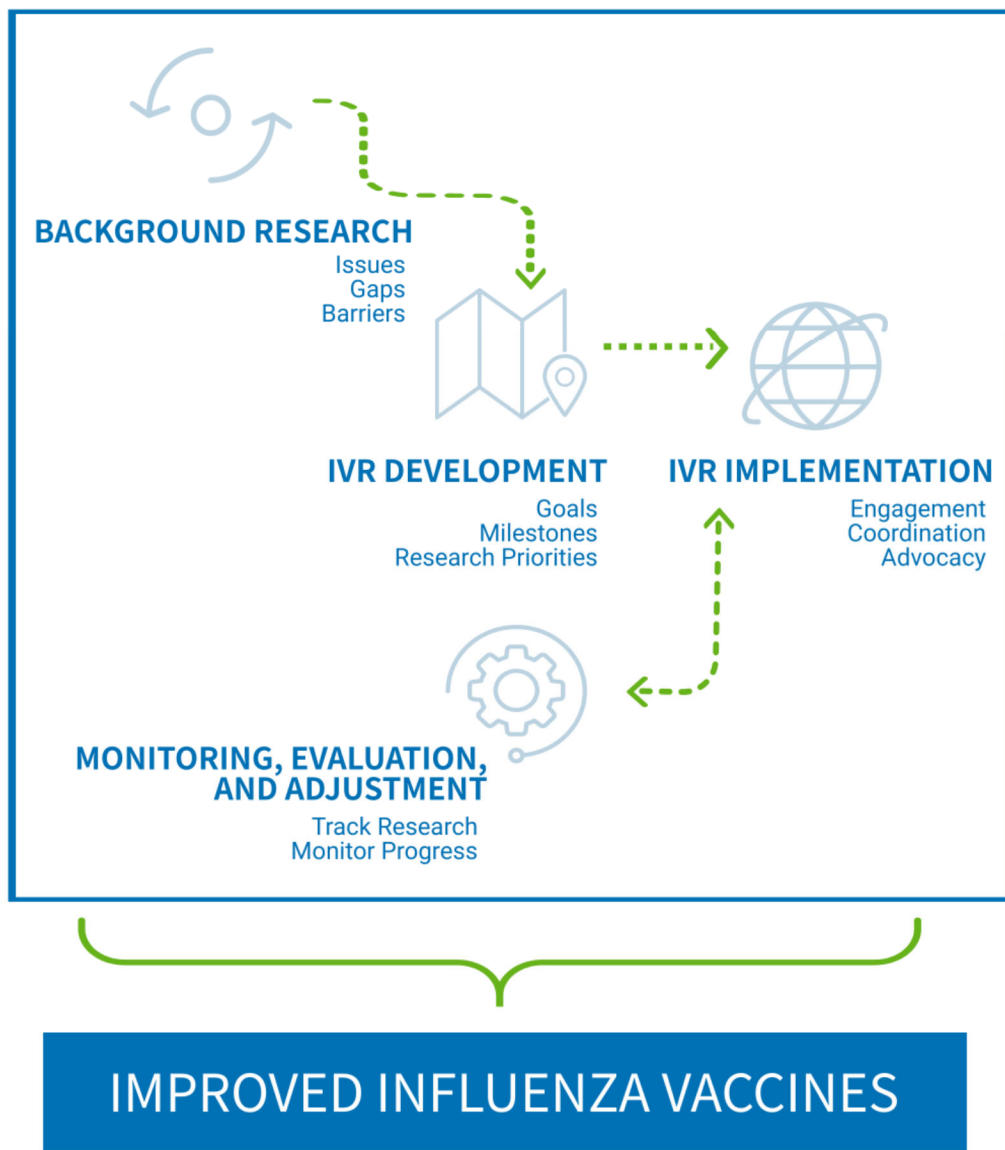 BACKGROUND RESEARCH
Issues
Gaps
Barriers
IVR DEVELOPMENT
Goals
Milestones
Research Priorities
IVR IMPLEMENTATION
Engagement
Coordination
Advocacy
MONITORING, EVALUATION,
AND ADJUSTMENT
Track Research
Monitor Progress
IMPROVED INFLUENZA VACCINES